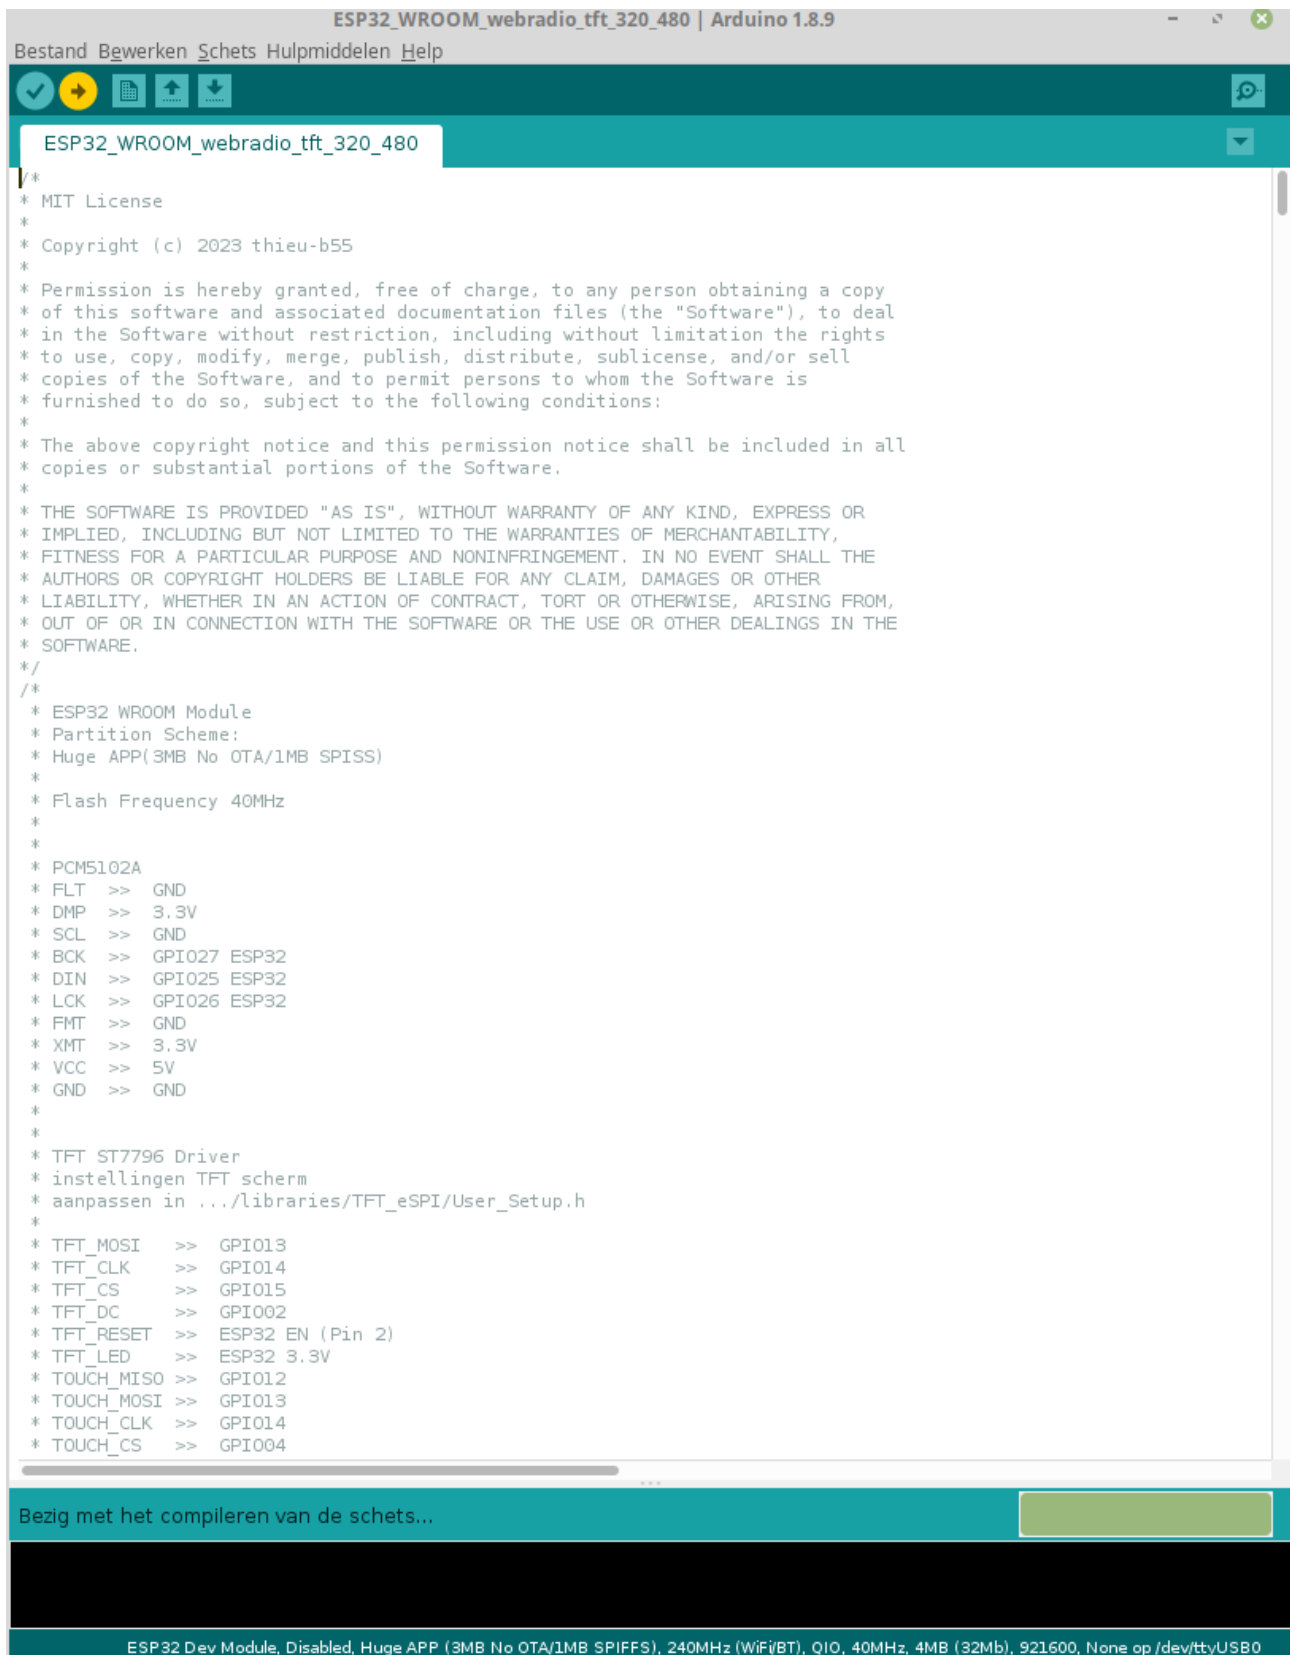 ESP32_WROOM_webradio_tft_320_480 | Arduino 1.8.9
Bestand Bewerken Schets Hulpmiddelen Help
ESP32_WROOM_webradio_tft_320_480
/*
* MIT License
*
* Copyright (c) 2023 thieu-b55
*
* Permission is hereby granted, free of charge, to any person obtaining a copy
* of this software and associated documentation files (the "Software"), to deal
* in the Software without restriction, including without limitation the rights
* to use, copy, modify, merge, publish, distribute, sublicense, and/or sell
* copies of the Software, and to permit persons to whom the Software is
* furnished to do so, subject to the following conditions:
*
* The above copyright notice and this permission notice shall be included in all
* copies or substantial portions of the Software.
*
* THE SOFTWARE IS PROVIDED "AS IS", WITHOUT WARRANTY OF ANY KIND, EXPRESS OR
* IMPLIED, INCLUDING BUT NOT LIMITED TO THE WARRANTIES OF MERCHANTABILITY,
* FITNESS FOR A PARTICULAR PURPOSE AND NONINFRINGEMENT. IN NO EVENT SHALL THE
* AUTHORS OR COPYRIGHT HOLDERS BE LIABLE FOR ANY CLAIM, DAMAGES OR OTHER
* LIABILITY, WHETHER IN AN ACTION OF CONTRACT, TORT OR OTHERWISE, ARISING FROM,
* OUT OF OR IN CONNECTION WITH THE SOFTWARE OR THE USE OR OTHER DEALINGS IN THE
* SOFTWARE.
*/
/*
 * ESP32 WROOM Module
 * Partition Scheme:
 * Huge APP(3MB No OTA/1MB SPISS)
 *
 * Flash Frequency 40MHz
 *
 *
 * PCM5102A
 * FLT  >>  GND
 * DMP  >>  3.3V
 * SCL  >>  GND
 * BCK  >>  GPIO27 ESP32
 * DIN  >>  GPIO25 ESP32
 * LCK  >>  GPIO26 ESP32
 * FMT  >>  GND
 * XMT  >>  3.3V
 * VCC  >>  5V
 * GND  >>  GND
 *
 *
 * TFT ST7796 Driver
 * instellingen TFT scherm
 * aanpassen in .../libraries/TFT_eSPI/User_Setup.h
 *
 * TFT_MOSI   >>  GPIO13
 * TFT_CLK    >>  GPIO14
 * TFT_CS     >>  GPIO15
 * TFT_DC     >>  GPIO02
 * TFT_RESET  >>  ESP32 EN (Pin 2)
 * TFT_LED    >>  ESP32 3.3V
 * TOUCH_MISO >>  GPIO12
 * TOUCH_MOSI >>  GPIO13
 * TOUCH_CLK  >>  GPIO14
 * TOUCH_CS   >>  GPIO04
Bezig met het compileren van de schets...
ESP32 Dev Module, Disabled, Huge APP (3MB No OTA/1MB SPIFFS), 240MHz (WiFi/BT), QIO, 40MHz, 4MB (32Mb), 921600, None op /dev/ttyUSB0